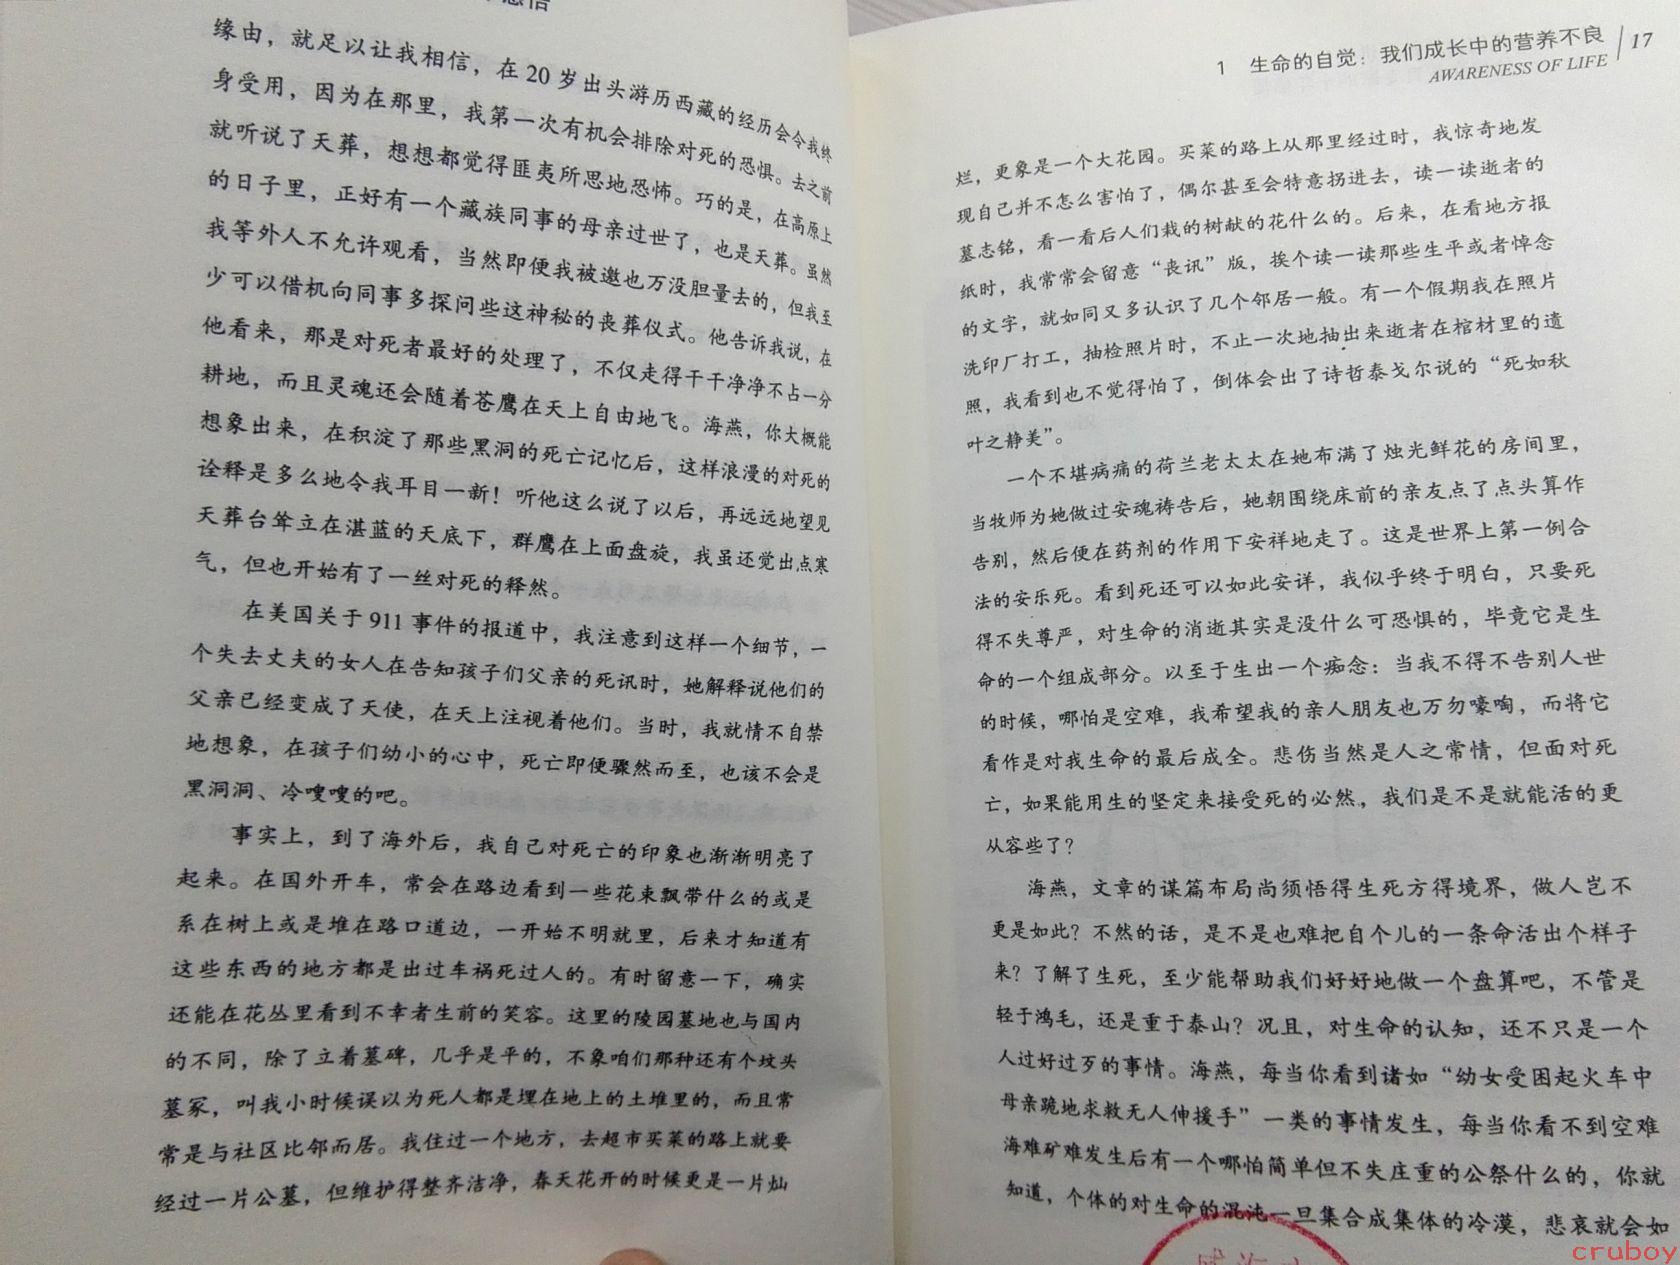 缘由，就足以让我相信，在 20 岁出头游历西藏的经历会令我终
身受用，因为在那里，我第一次有机会排除对死的恐惧。去之前
就听说了天葬，想想都觉得匪夷所思地恐怖。巧的是，在高原上
的日子里，正好有一个藏族同事的母亲过世了，也是天葬。虽然
我等外人不允许观看，当然即便我被邀也万没胆量去的，但我至
少可以借机向同事多探问些这神秘的丧葬仪式。他告诉我说，在
他看来，那是对死者最好的处理了，不仅走得干干净净不占一分
耕地，而且灵魂还会随着苍鹰在天上自由地飞。海燕，你大概能
想象出来，在积淀了那些黑洞的死亡记忆后，这样浪漫的对死的
诠释是多么地令我耳目一新！听他这么说了以后，再远远地望见
天葬台耸立在湛蓝的天底下，群鹰在上面盘旋，我虽还觉出点寒
气，但也开始有了一丝对死的释然。
在美国关于 911 事件的报道中，我注意到这样一个细节，一
个失去丈夫的女人在告知孩子们父亲的死讯时，她解释说他们的
父亲已经变成了天使，在天上注视着他们。当时，我就情不自禁
地想象，在孩子们幼小的心中，死亡即便骤然而至，也该不会是
黑洞洞、冷嗖嗖的吧。
事实上，到了海外后，我自己对死亡的印象也渐渐明亮了
起来。在国外开车，常会在路边看到一些花束飘带什么的或是
系在树上或是堆在路口道边，一开始不明就里，后来才知道有
这些东西的地方都是出过车祸死过人的。有时留意一下，确实
还能在花丛里看到不幸者生前的笑容。这里的陵园墓地也与国内
的不同，除了立着墓碑，几乎是平的，不象咱们那种还有个坟头
墓冢，叫我小时候误以为死人都是埋在地上的土堆里的，而且常
常是与社区比邻而居。我住过一个地方，去超市买菜的路上就要
经过一片公墓，但维护得整齐洁净，春天花开的时候更是一片灿
1 生命的自觉：我们成长中的营养不良 17
AWARENESS OF LIFE
烂，更象是一个大花园。买菜的路上从那里经过时，我惊奇地发
现自己并不怎么害怕了，偶尔甚至会特意拐进去，读一读逝者的
墓志铭，看一看后人们栽的树献的花什么的。后来，在看地方报
纸时，我常常会留意“丧讯”版，挨个读一读那些生平或者悼念
的文字，就如同又多认识了几个邻居一般。有一个假期我在照片
洗印厂打工，抽检照片时，不止一次地抽出来逝者在棺材里的遗
照，我看到也不觉得怕了，倒体会出了诗哲泰戈尔说的“死如秋
叶之静美”。
一个不堪病痛的荷兰老太太在她布满了烛光鲜花的房间里，
当牧师为她做过安魂祷告后，她朝围绕床前的亲友点了点头算作
告别，然后便在药剂的作用下安祥地走了。这是世界上第一例合
法的安乐死。看到死还可以如此安详，我似乎终于明白，只要死
得不失尊严，对生命的消逝其实是没什么可恐惧的，毕竟它是生
命的一个组成部分。以至于生出一个痴念：当我不得不告别人世
的时候，哪怕是空难，我希望我的亲人朋友也万勿嚎啕，而将它
看作是对我生命的最后成全。悲伤当然是人之常情，但面对死
亡，如果能用生的坚定来接受死的必然，我们是不是就能活的更
从容些了？
海燕，文章的谋篇布局尚须悟得生死方得境界，做人岂不
更是如此？不然的话，是不是也难把自个儿的一条命活出个样子
来？了解了生死，至少能帮助我们好好地做一个盘算吧，不管是
轻于鸿毛，还是重于泰山？况且，对生命的认知，还不只是一个
人过好过歹的事情。海燕，每当你看到诸如“幼女受困起火车中
母亲跪地求救无人伸援手”一类的事情发生，每当你看不到空难
海难矿难发生后有一个哪怕简单但不失庄重的公祭什么的，你就
知道，个体的对生命的混沌一旦集合成集体的冷漠，悲哀就会如
cruboy